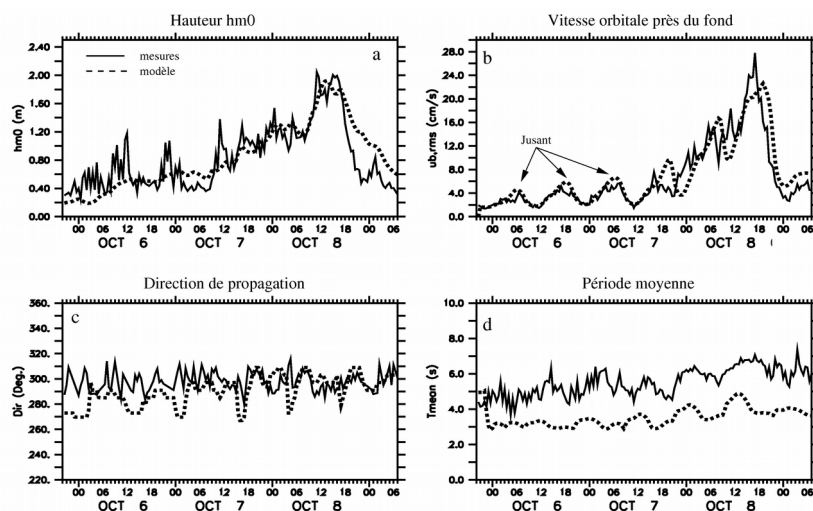 Hauteur hm0
Vitesse orbitale près du fond
2.40
2.00
1.60
1.20
0.80
0.40
0.00
hm0 (m)
mesures
modèle
a
00 06 12 18 00 06 12 18 00 06 12 18 00 06
OCT 6 OCT 7 OCT 8
28.0
24.0
20.0
16.0
12.0
8.0
4.0
0.0
ub,rms (cm/s)
b
Jusant
00 06 12 18 00 06 12 18 00 06 12 18 00 06
OCT 6 OCT 7 OCT 8
Direction de propagation
Période moyenne
360.
340.
320.
300.
280.
260.
240.
220.
Dir (Deg.)
c
00 06 12 18 00 06 12 18 00 06 12 18 00 06
OCT 6 OCT 7 OCT 8
10.0
8.0
6.0
4.0
2.0
0.0
Tmean (s)
d
00 06 12 18 00 06 12 18 00 06 12 18 00 06
OCT 6 OCT 7 OCT 8